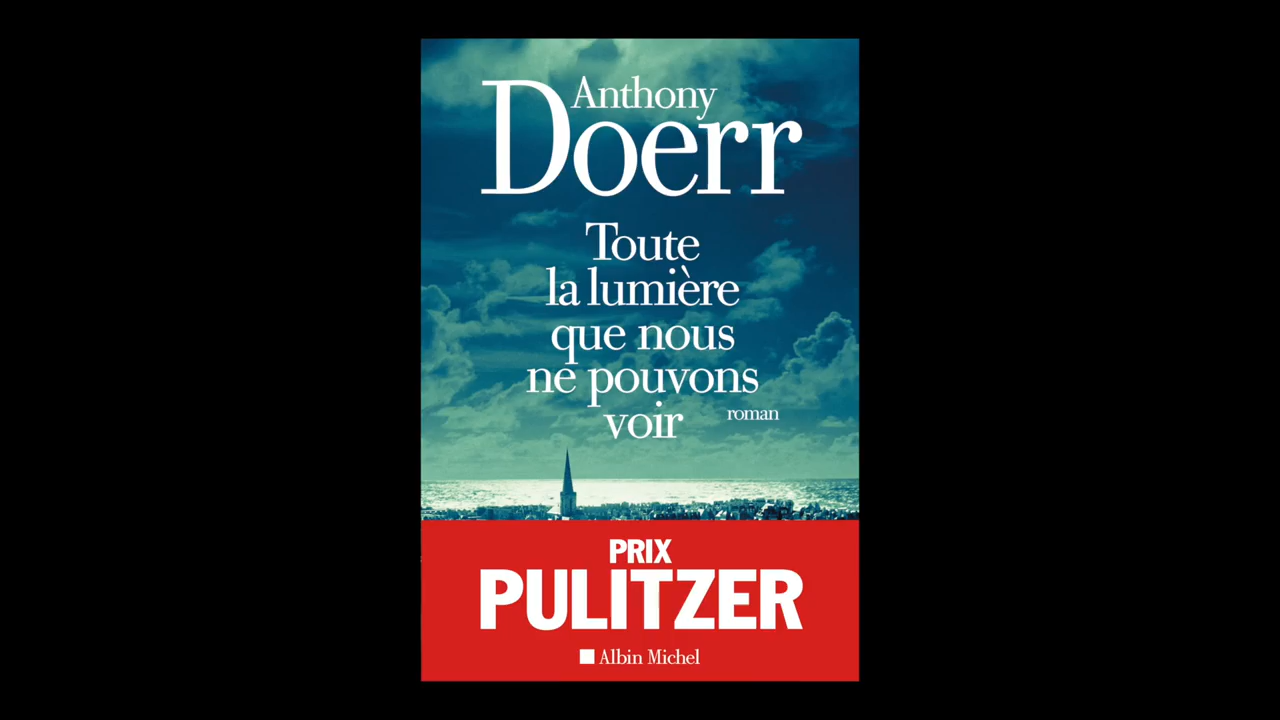 Anthony
Doerr
Toute
la lumière
que nous
ne pouvons
voir
roman
PRIX
PULITZER
Albin Michel